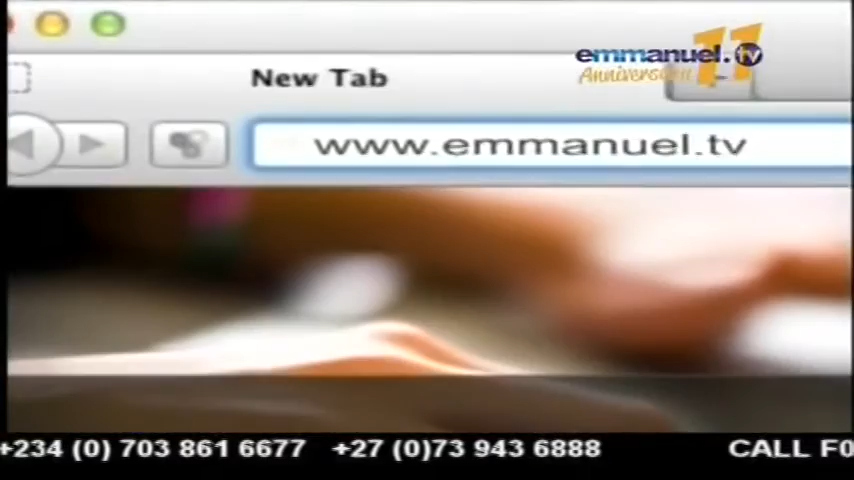 emmanuel.tv
Anniversary 11
New Tab
www.emmanuel.tv
+234 (0) 703 861 6677 +27 (0)73 943 6888 CALL FO